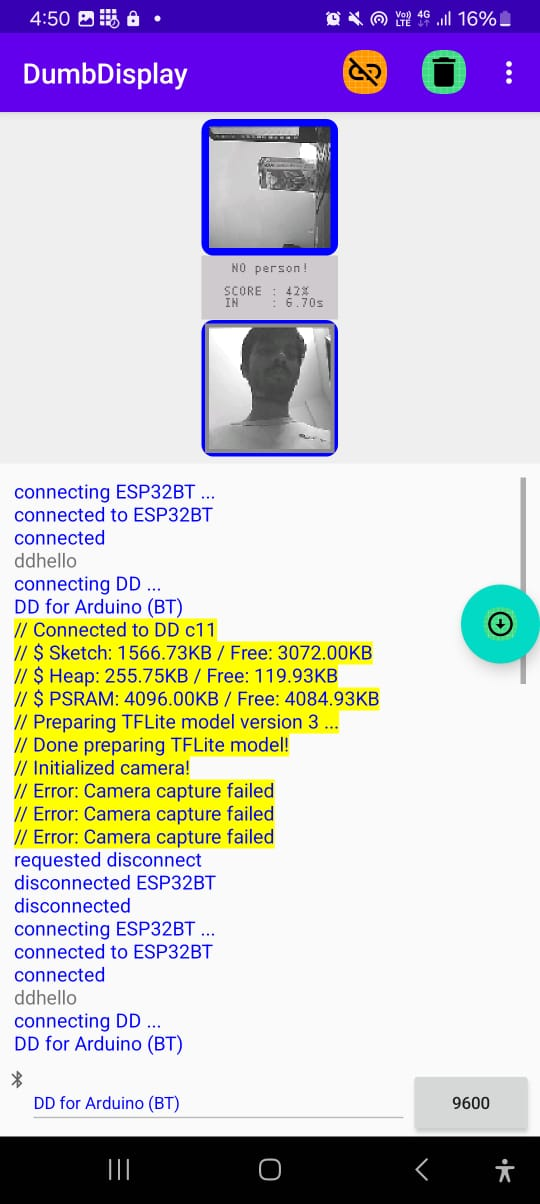 4:50
Vo))
LTE
4G
16%
DumbDisplay
NO person!
SCORE : 42%
IN : 6.70s
connecting ESP32BT ...
connected to ESP32BT
connected
ddhello
connecting DD ...
DD for Arduino (BT)
// Connected to DD c11
// $ Sketch: 1566.73KB / Free: 3072.00KB
// $ Heap: 255.75KB / Free: 119.93KB
// $ PSRAM: 4096.00KB / Free: 4084.93KB
// Preparing TFLite model version 3 ...
// Done preparing TFLite model!
// Initialized camera!
// Error: Camera capture failed
// Error: Camera capture failed
// Error: Camera capture failed
requested disconnect
disconnected ESP32BT
disconnected
connecting ESP32BT ...
connected to ESP32BT
connected
ddhello
connecting DD ...
DD for Arduino (BT)
DD for Arduino (BT)
9600